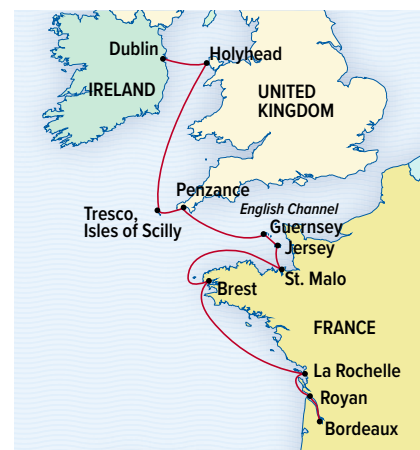 Dublin
Holyhead
IRELAND
UNITED
KINGDOM
Penzance
Tresco,
Isles of Scilly
English Channel
Guernsey
Jersey
St. Malo
Brest
FRANCE
La Rochelle
Royan
Bordeaux